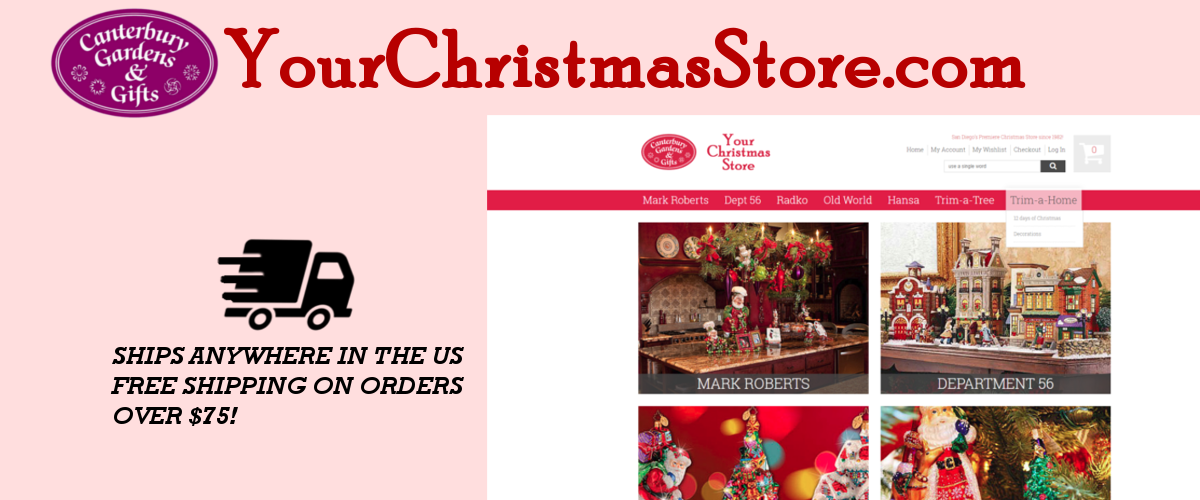 Canterbury
Gardens
&
Gifts
YourChristmasStore.com
San Diego's Premiere Christmas Store since 1982!
Canterbury
Gardens
&
Gifts
Your
Christmas
Store
Home
My Account
My Wishlist
Checkout
Log In
0
use a single word
Mark Roberts
Dept 56
Radko
Old World
Hansa
Trim-a-Tree
Trim-a-Home
12 days of Christmas
Decorations
MARK ROBERTS
DEPARTMENT 56
SHIPS ANYWHERE IN THE US
FREE SHIPPING ON ORDERS
OVER $75!